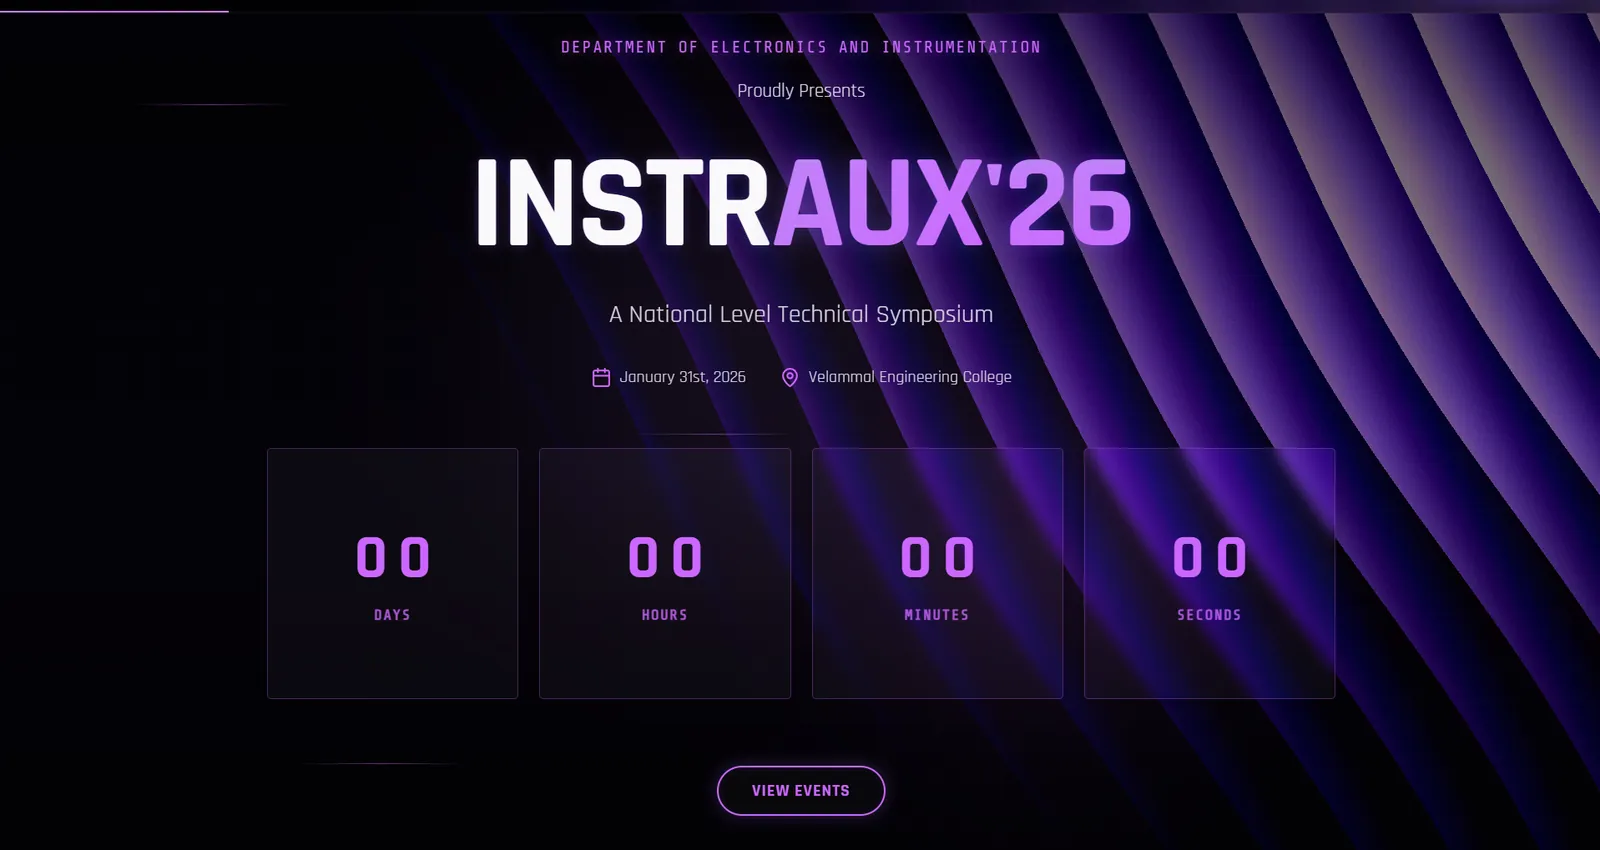 DEPARTMENT OF ELECTRONICS AND INSTRUMENTATION
Proudly Presents
INSTRAUX'26
A National Level Technical Symposium
January 31st, 2026 Velammal Engineering College
00 00 00 00
DAYS HOURS MINUTES SECONDS
VIEW EVENTS